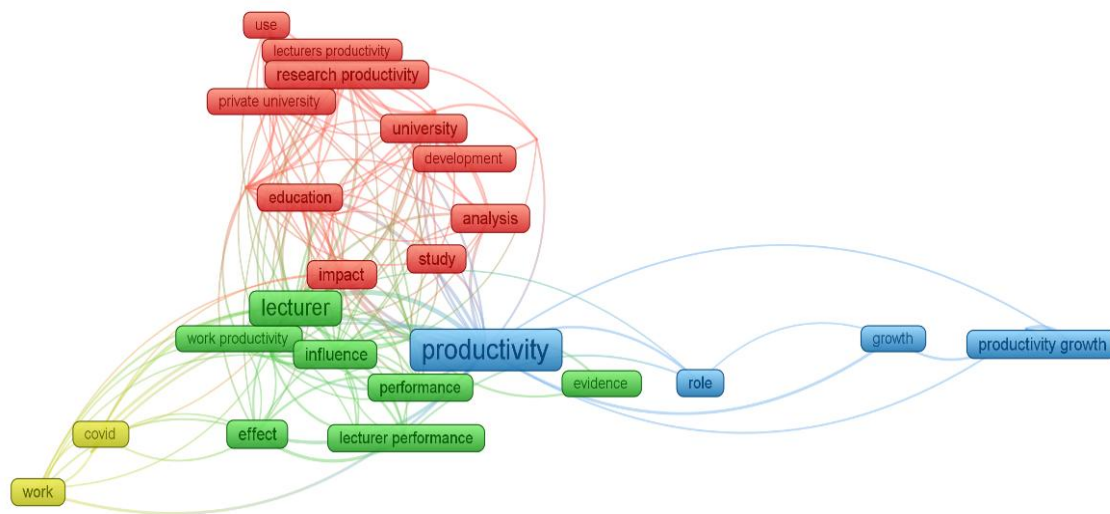 use
lecturers productivity
research productivity
private university
university
development
education
analysis
study
impact
lecturer
work productivity
influence
productivity
growth
productivity growth
performance
evidence
role
covid
effect
lecturer performance
work